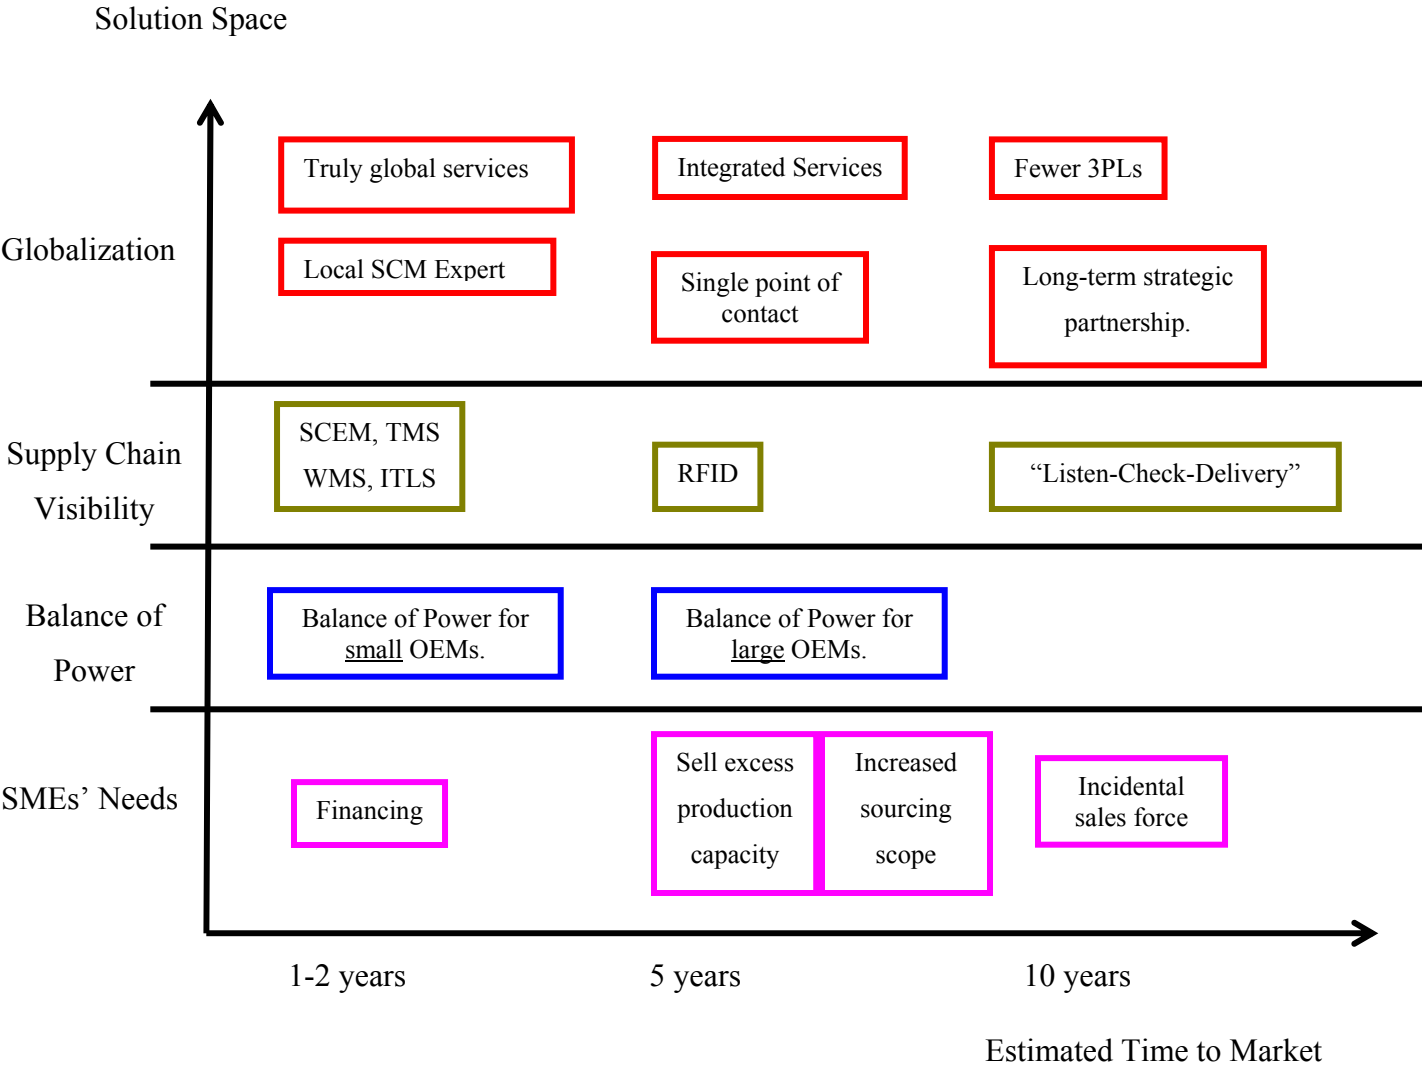 Solution Space
Truly global services
Integrated Services
Fewer 3PLs
Globalization
Local SCM Expert
Single point of
contact
Long-term strategic
partnership.
Supply Chain
Visibility
SCEM, TMS
WMS, ITLS
RFID
“Listen-Check-Delivery”
Balance of
Power
Balance of Power for
small OEMs.
Balance of Power for
large OEMs.
SMEs’ Needs
Financing
Sell excess
production
capacity
Increased
sourcing
scope
Incidental
sales force
1-2 years
5 years
10 years
Estimated Time to Market